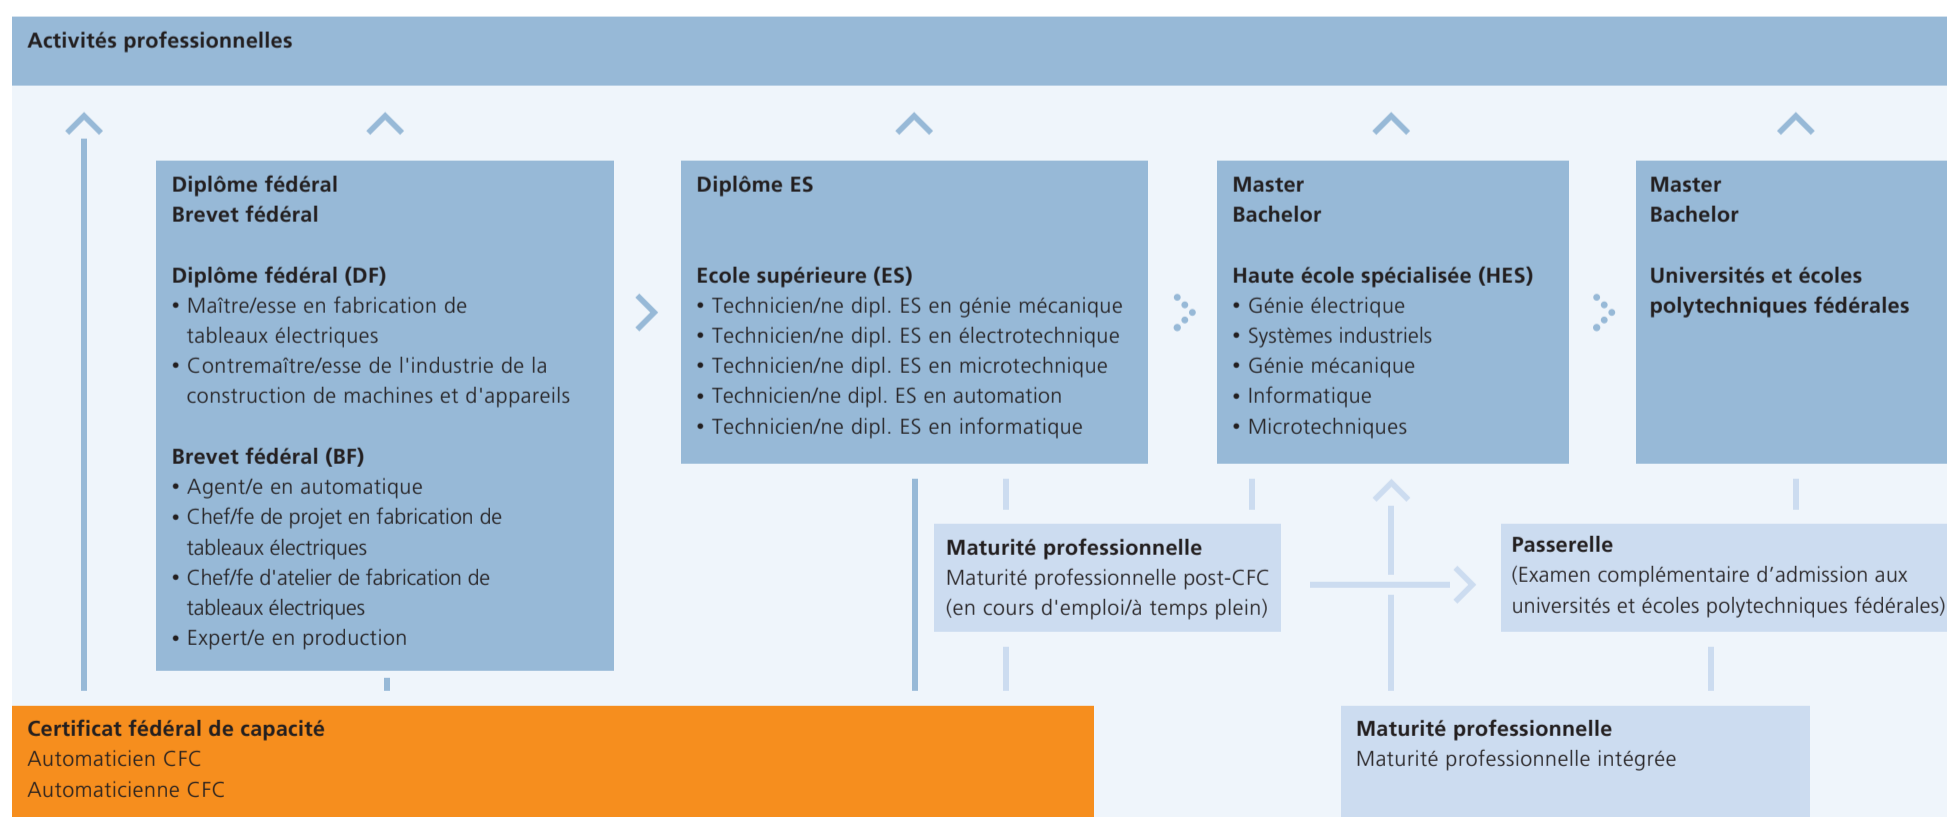 Activités professionnelles
Diplôme fédéral
Brevet fédéral
Diplôme fédéral (DF)
• Maître/esse en fabrication de
tableaux électriques
• Contremaître/esse de l'industrie de la
construction de machines et d'appareils
Brevet fédéral (BF)
• Agent/e en automatique
• Chef/fe de projet en fabrication de
tableaux électriques
• Chef/fe d'atelier de fabrication de
tableaux électriques
• Expert/e en production
Diplôme ES
Ecole supérieure (ES)
• Technicien/ne dipl. ES en génie mécanique
• Technicien/ne dipl. ES en électrotechnique
• Technicien/ne dipl. ES en microtechnique
• Technicien/ne dipl. ES en automation
• Technicien/ne dipl. ES en informatique
Master
Bachelor
Haute école spécialisée (HES)
• Génie électrique
• Systèmes industriels
• Génie mécanique
• Informatique
• Microtechniques
Master
Bachelor
Universités et écoles
polytechniques fédérales
Maturité professionnelle
Maturité professionnelle post-CFC
(en cours d'emploi/à temps plein)
Passerelle
(Examen complémentaire d’admission aux
universités et écoles polytechniques fédérales)
Certificat fédéral de capacité
Automaticien CFC
Automaticienne CFC
Maturité professionnelle
Maturité professionnelle intégrée